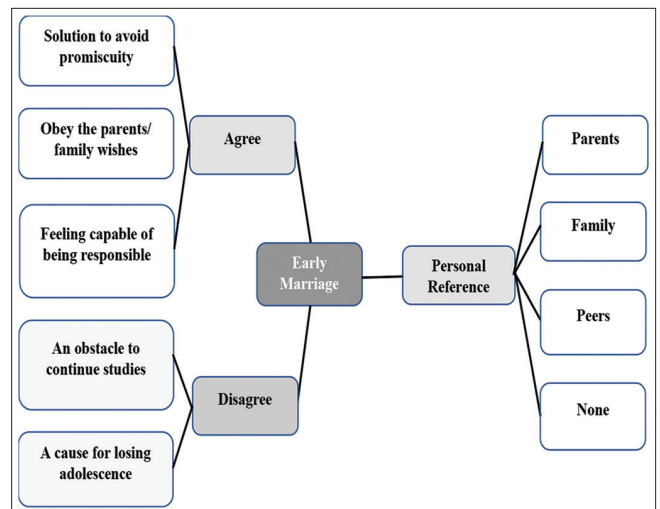 Solution to avoid
promiscuity
Obey the parents/
family wishes
Feeling capable of
being responsible
An obstacle to
continue studies
A cause for losing
adolescence
Agree
Disagree
Early
Marriage
Personal
Reference
Parents
Family
Peers
None